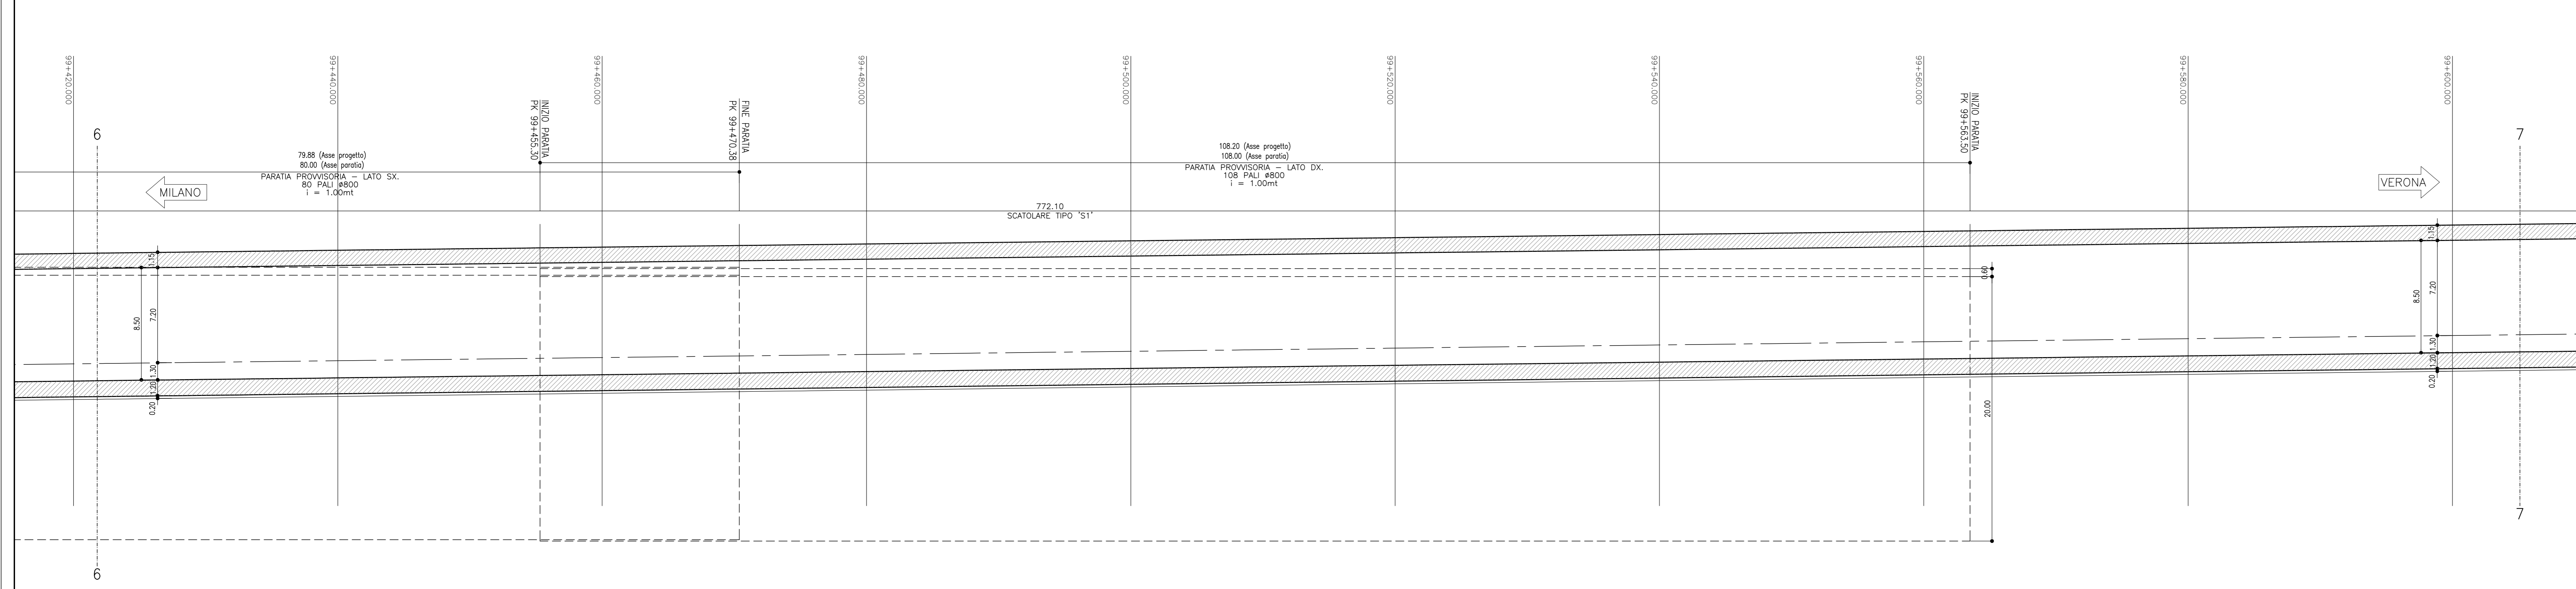 99+420.000
99+440.000
99+460.000
99+480.000
99+500.000
99+520.000
99+540.000
99+560.000
99+580.000
99+600.000
INIZIO PARATIA
PK 99+455.30
FINE PARATIA
PK 99+470.38
INIZIO PARATIA
PK 99+563.50
6
7
79.88 (Asse progetto)
80.00 (Asse paratia)
PARATIA PROVVISORIA – LATO SX.
80 PALI ø800
i = 1.00mt
108.20 (Asse progetto)
108.00 (Asse paratia)
PARATIA PROVVISORIA – LATO DX.
108 PALI ø800
i = 1.00mt
MILANO
VERONA
772.10
SCATOLARE TIPO 'S1'
1.15
8.50
7.20
1.30
1.20
0.20
0.60
20.00
1.15
8.50
7.20
1.30
1.20
0.20
7
6